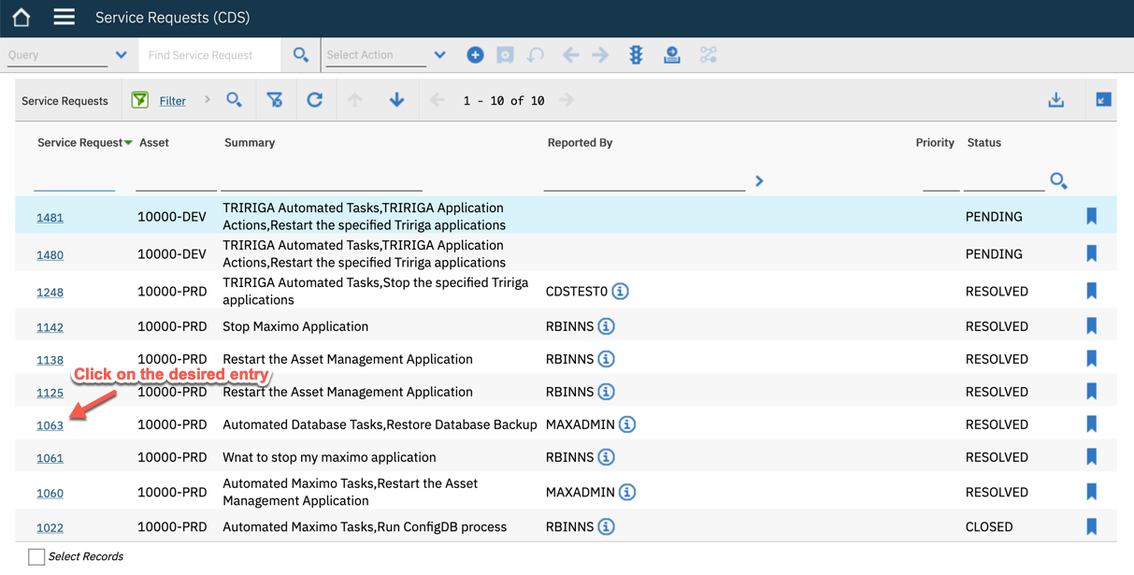 Service Requests (CDS)
Query Find Service Request Select Action
Service Requests Filter 1 - 10 of 10
Service Request Asset Summary Reported By Priority Status
1481 10000-DEV TRIRIGA Automated Tasks,TRIRIGA Application
Actions,Restart the specified Tririga applications PENDING
1480 10000-DEV TRIRIGA Automated Tasks,TRIRIGA Application
Actions,Restart the specified Tririga applications PENDING
1248 10000-PRD TRIRIGA Automated Tasks,Stop the specified Tririga
applications CDSTEST0 RESOLVED
1142 10000-PRD Stop Maximo Application RBINNS RESOLVED
1138 10000-PRD Restart the Asset Management Application RBINNS RESOLVED
Click on the desired entry
1125 10000-PRD Restart the Asset Management Application RBINNS RESOLVED
1063 10000-PRD Automated Database Tasks,Restore Database Backup MAXADMIN RESOLVED
1061 10000-PRD Wnat to stop my maximo application RBINNS RESOLVED
1060 10000-PRD Automated Maximo Tasks,Restart the Asset
Management Application MAXADMIN RESOLVED
1022 10000-PRD Automated Maximo Tasks,Run ConfigDB process RBINNS CLOSED
Select Records